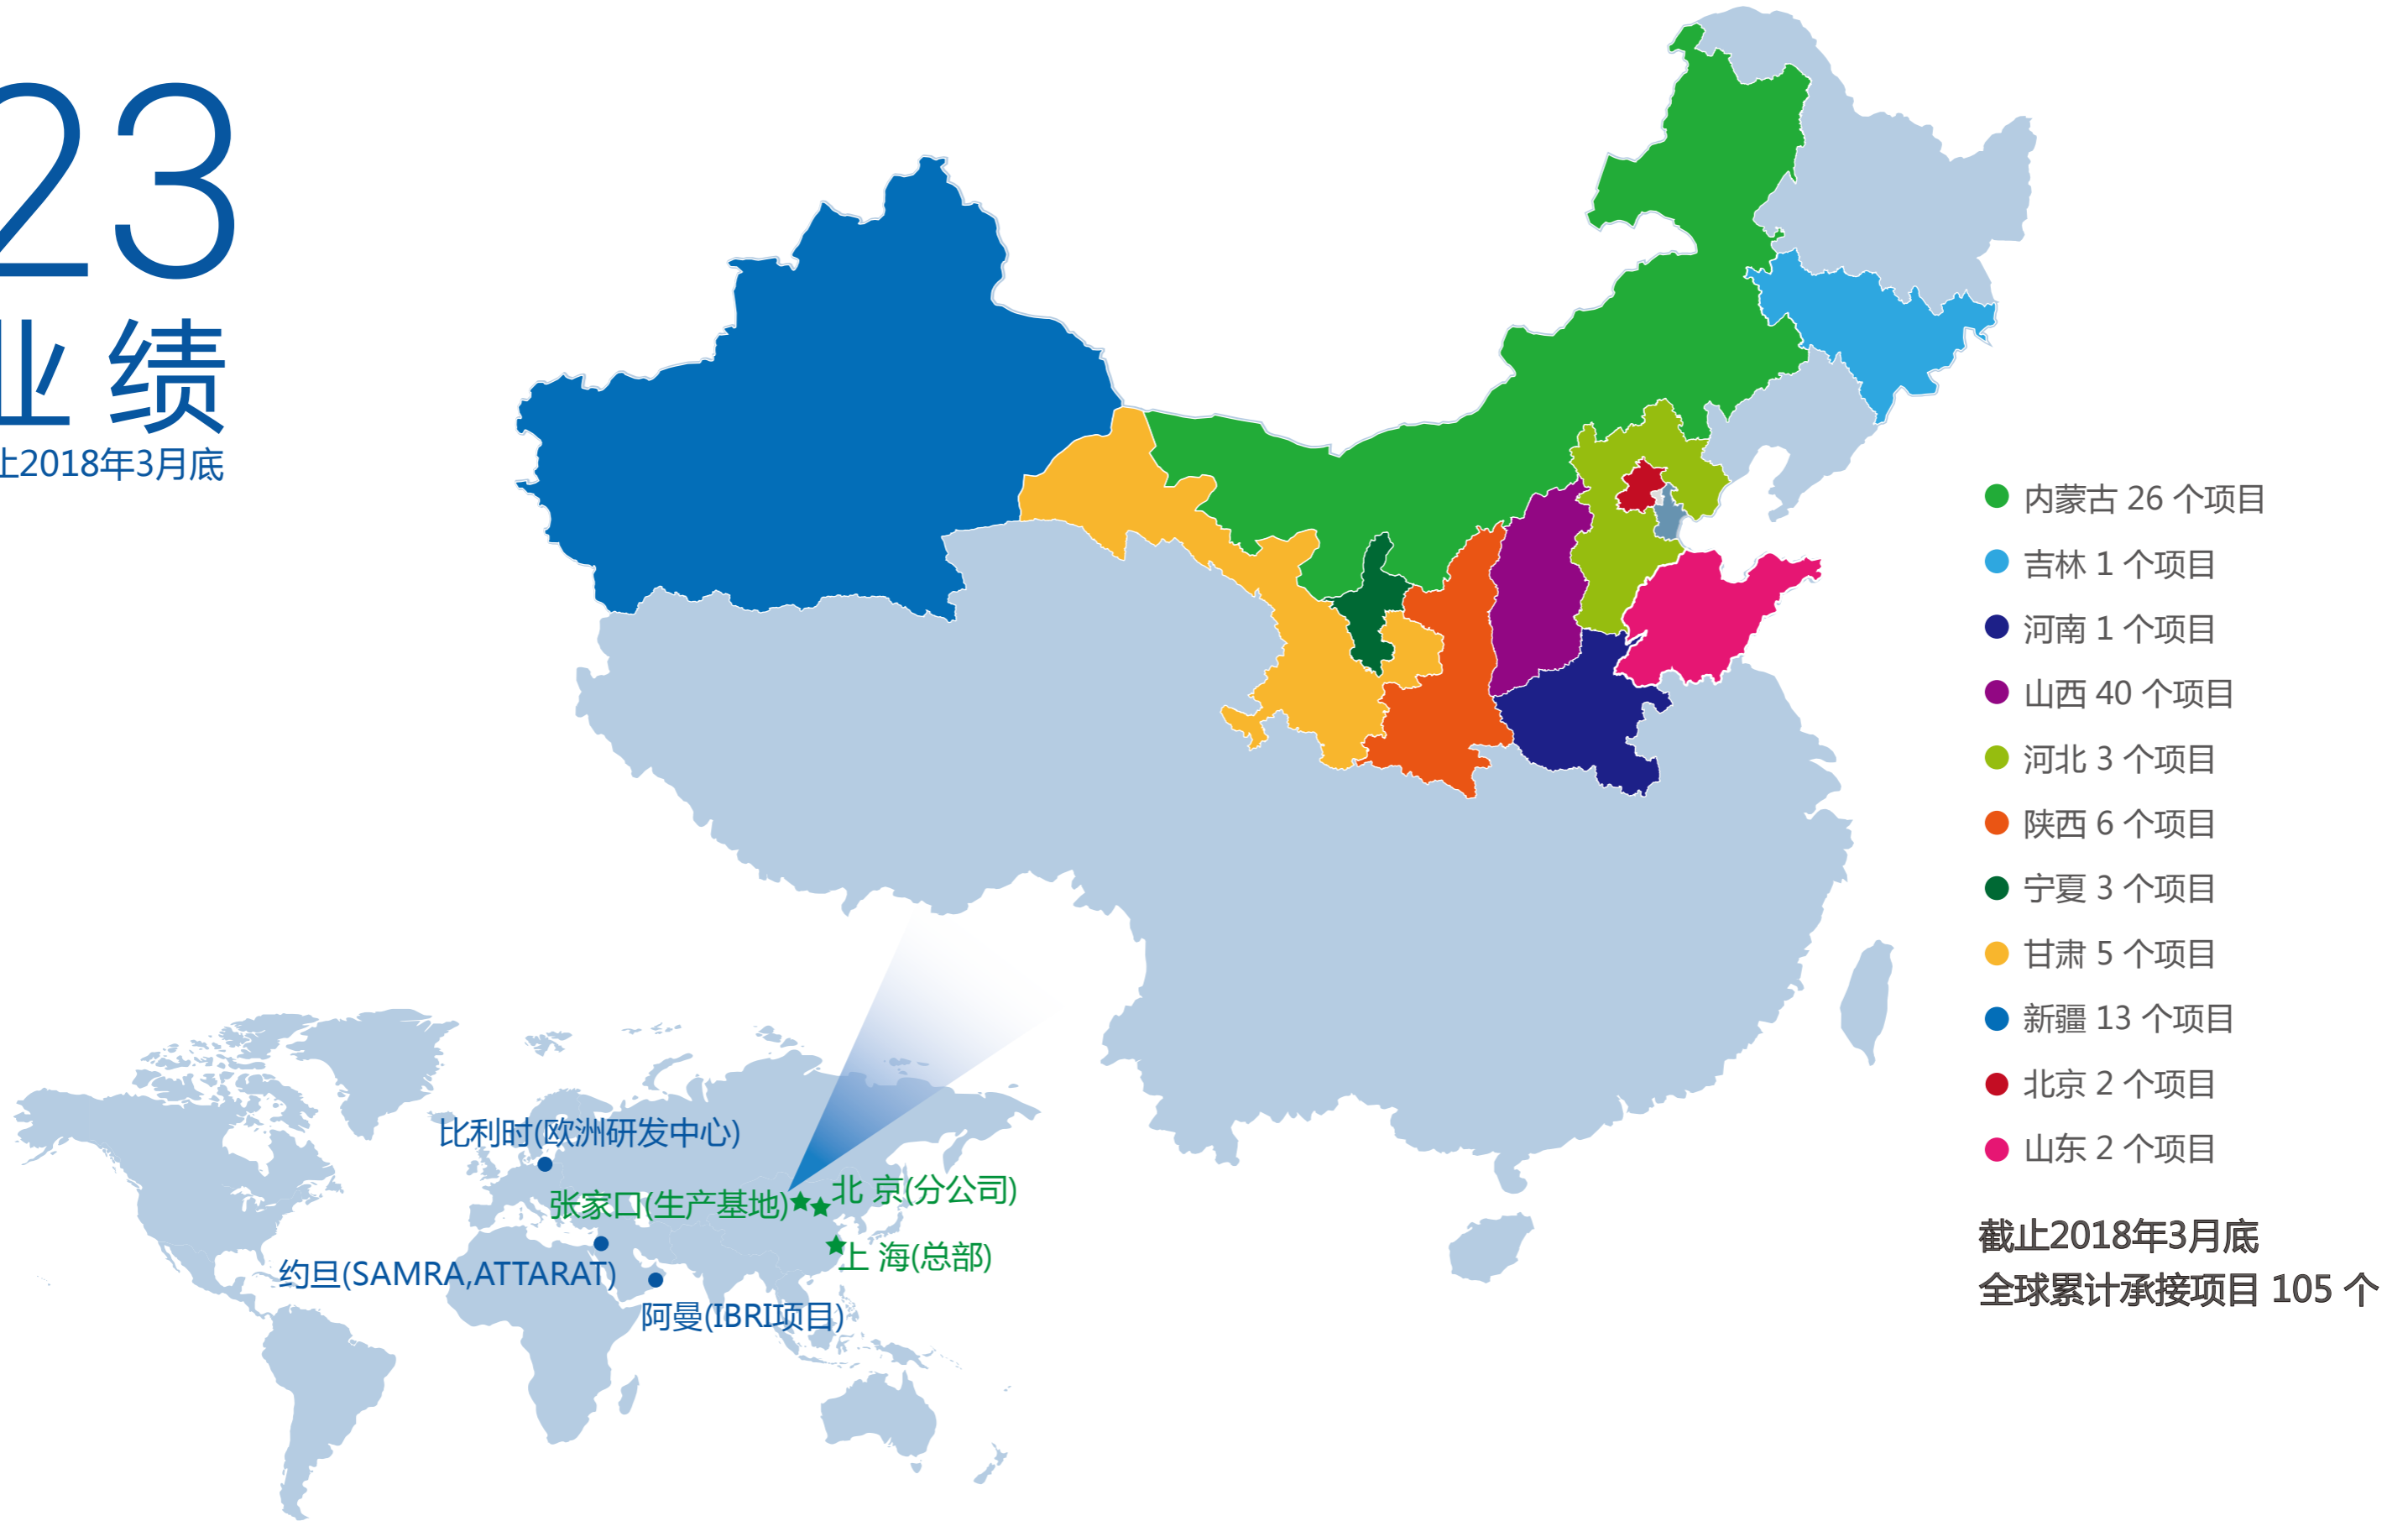 23
业 绩
止2018年3月底
内蒙古 26 个项目
吉林 1 个项目
河南 1 个项目
山西 40 个项目
河北 3 个项目
陕西 6 个项目
宁夏 3 个项目
甘肃 5 个项目
新疆 13 个项目
北京 2 个项目
山东 2 个项目
截止2018年3月底
全球累计承接项目 105 个
比利时(欧洲研发中心)
张家口(生产基地)
北 京(分公司)
上 海(总部)
约旦(SAMRA,ATTARAT)
阿曼(IBRI项目)